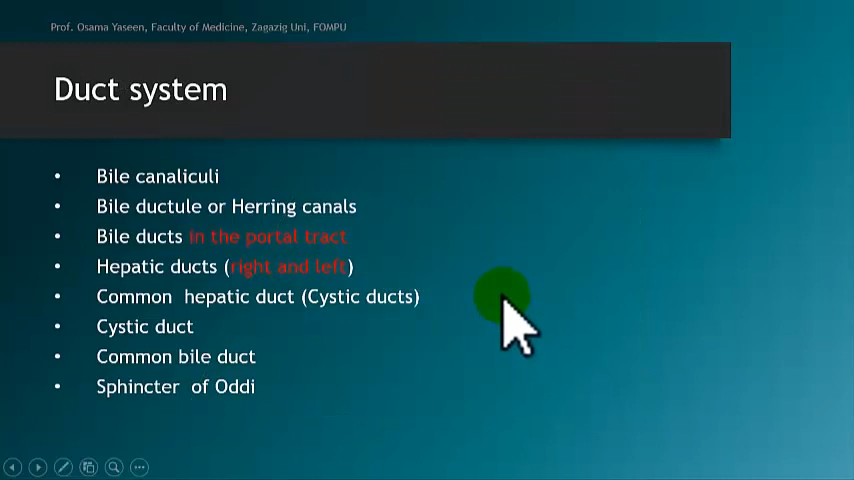 Prof. Osama Yaseen, Faculty of Medicine, Zagazig Uni, FOMPU
Duct system
• Bile canaliculi
• Bile ductule or Herring canals
• Bile ducts in the portal tract
• Hepatic ducts (right and left)
• Common hepatic duct (Cystic ducts)
• Cystic duct
• Common bile duct
• Sphincter of Oddi